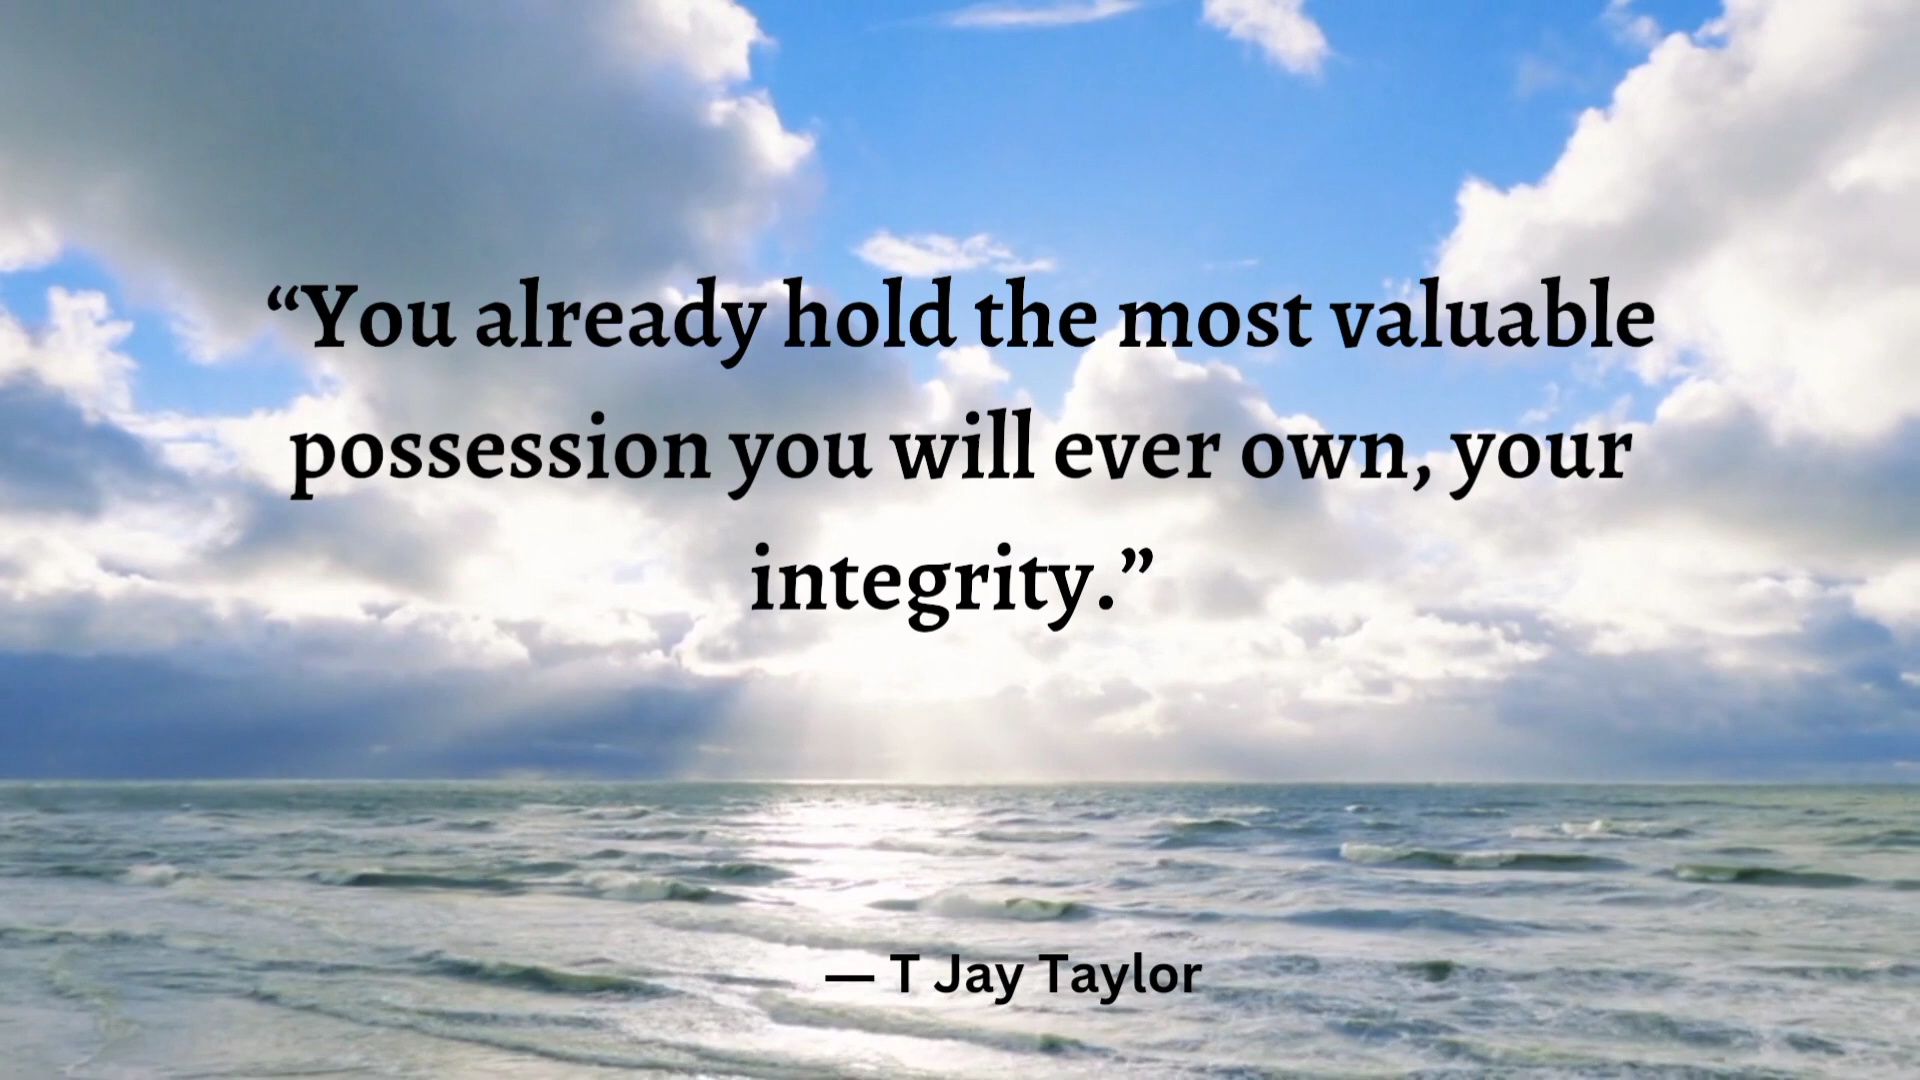 “You already hold the most valuable
possession you will ever own, your
integrity.”
— T Jay Taylor